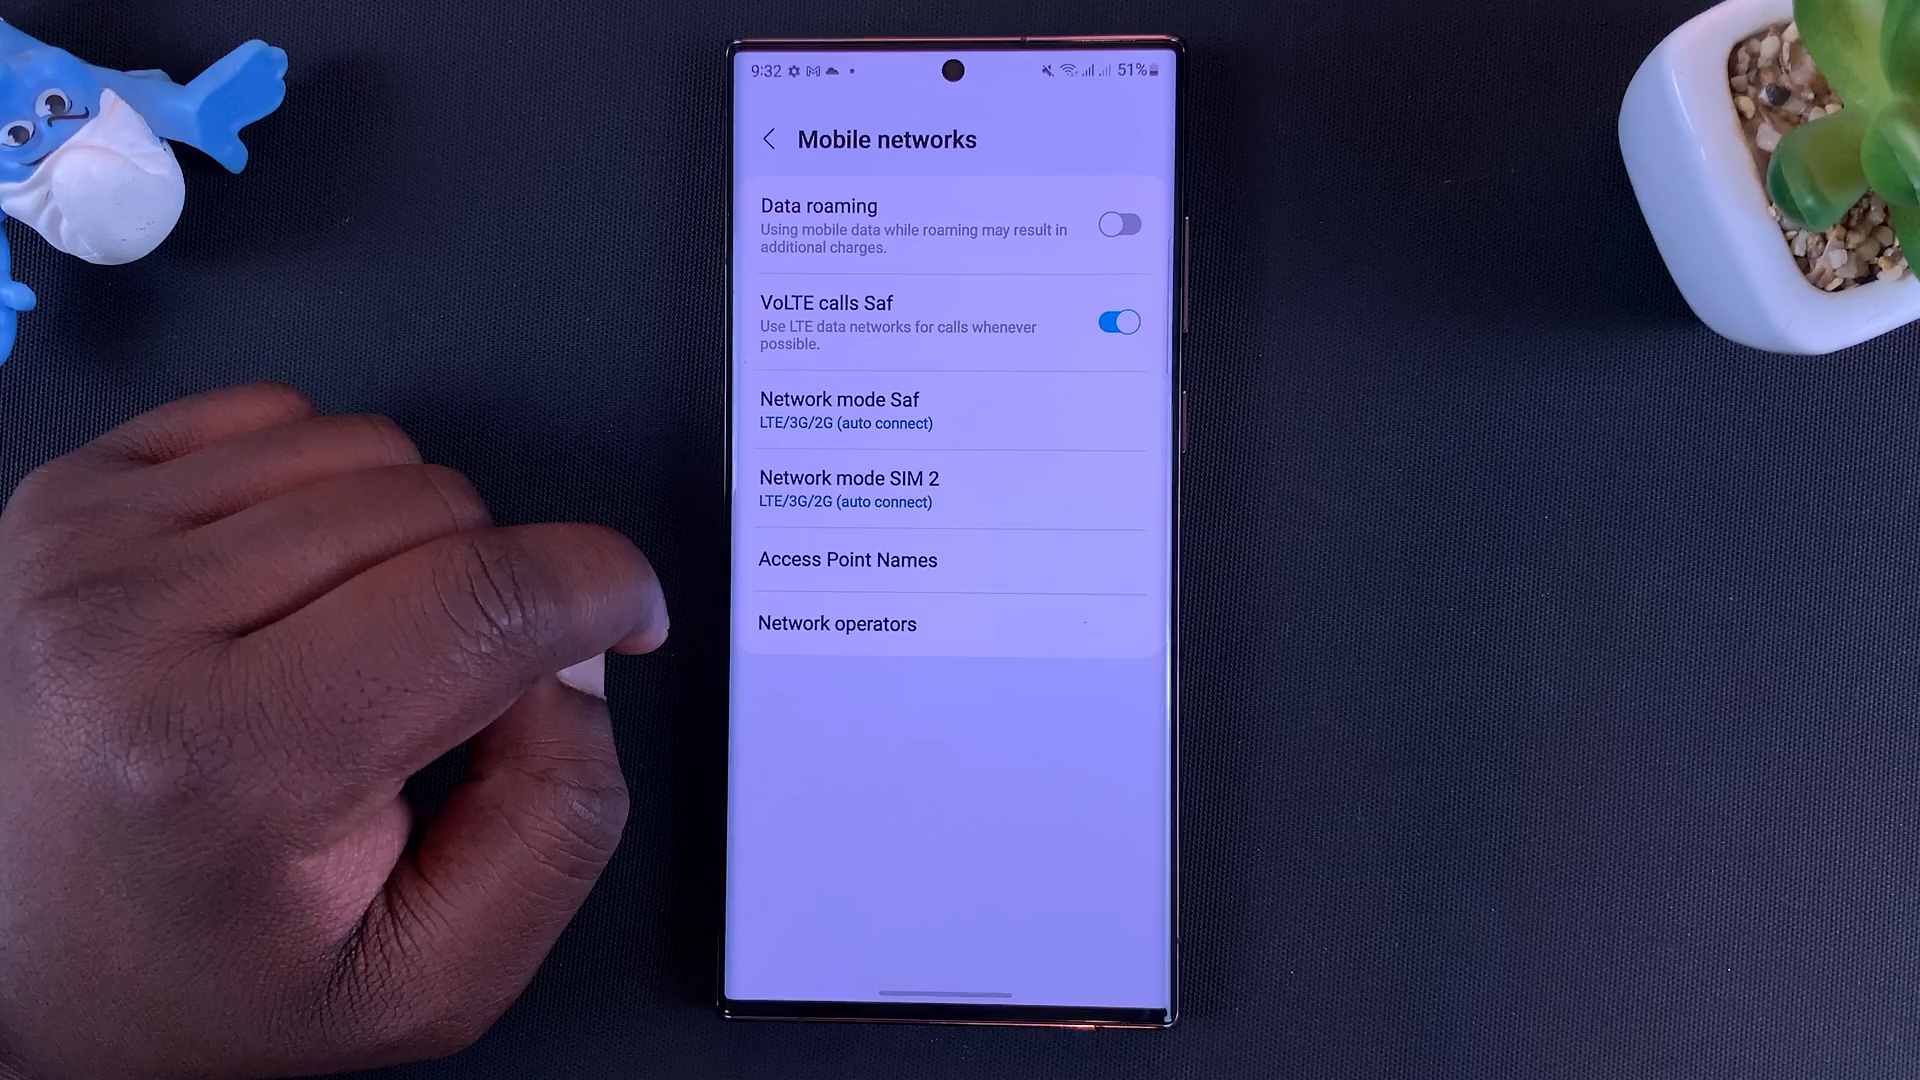 9:32 51%
Mobile networks
Data roaming
Using mobile data while roaming may result in
additional charges.
VoLTE calls Saf
Use LTE data networks for calls whenever
possible.
Network mode Saf
LTE/3G/2G (auto connect)
Network mode SIM 2
LTE/3G/2G (auto connect)
Access Point Names
Network operators